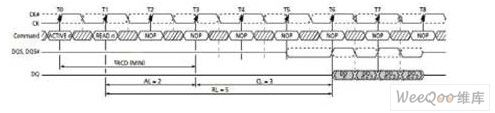 T0 T1 T2 T3 T4 T5 T6 T7 T8
CK#
CK
Command ACTIVE n READ n NOP NOP NOP NOP NOP NOP NOP
DQS, DQS#
tRCD (MIN)
DQ
AL = 2 CL = 3
RL = 5
WeeQoo维库